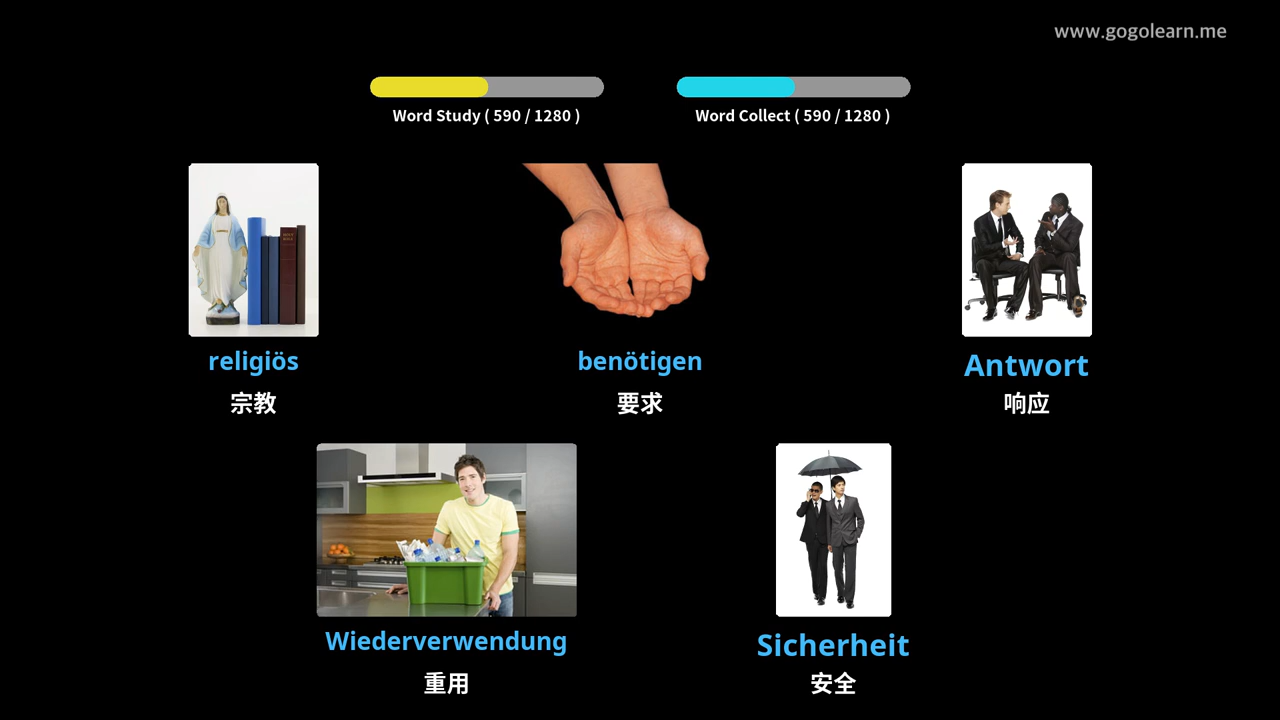 www.gogolearn.me
Word Study ( 590 / 1280 )
Word Collect ( 590 / 1280 )
religiös
benötigen
Antwort
宗教
要求
响应
Wiederverwendung
Sicherheit
重用
安全